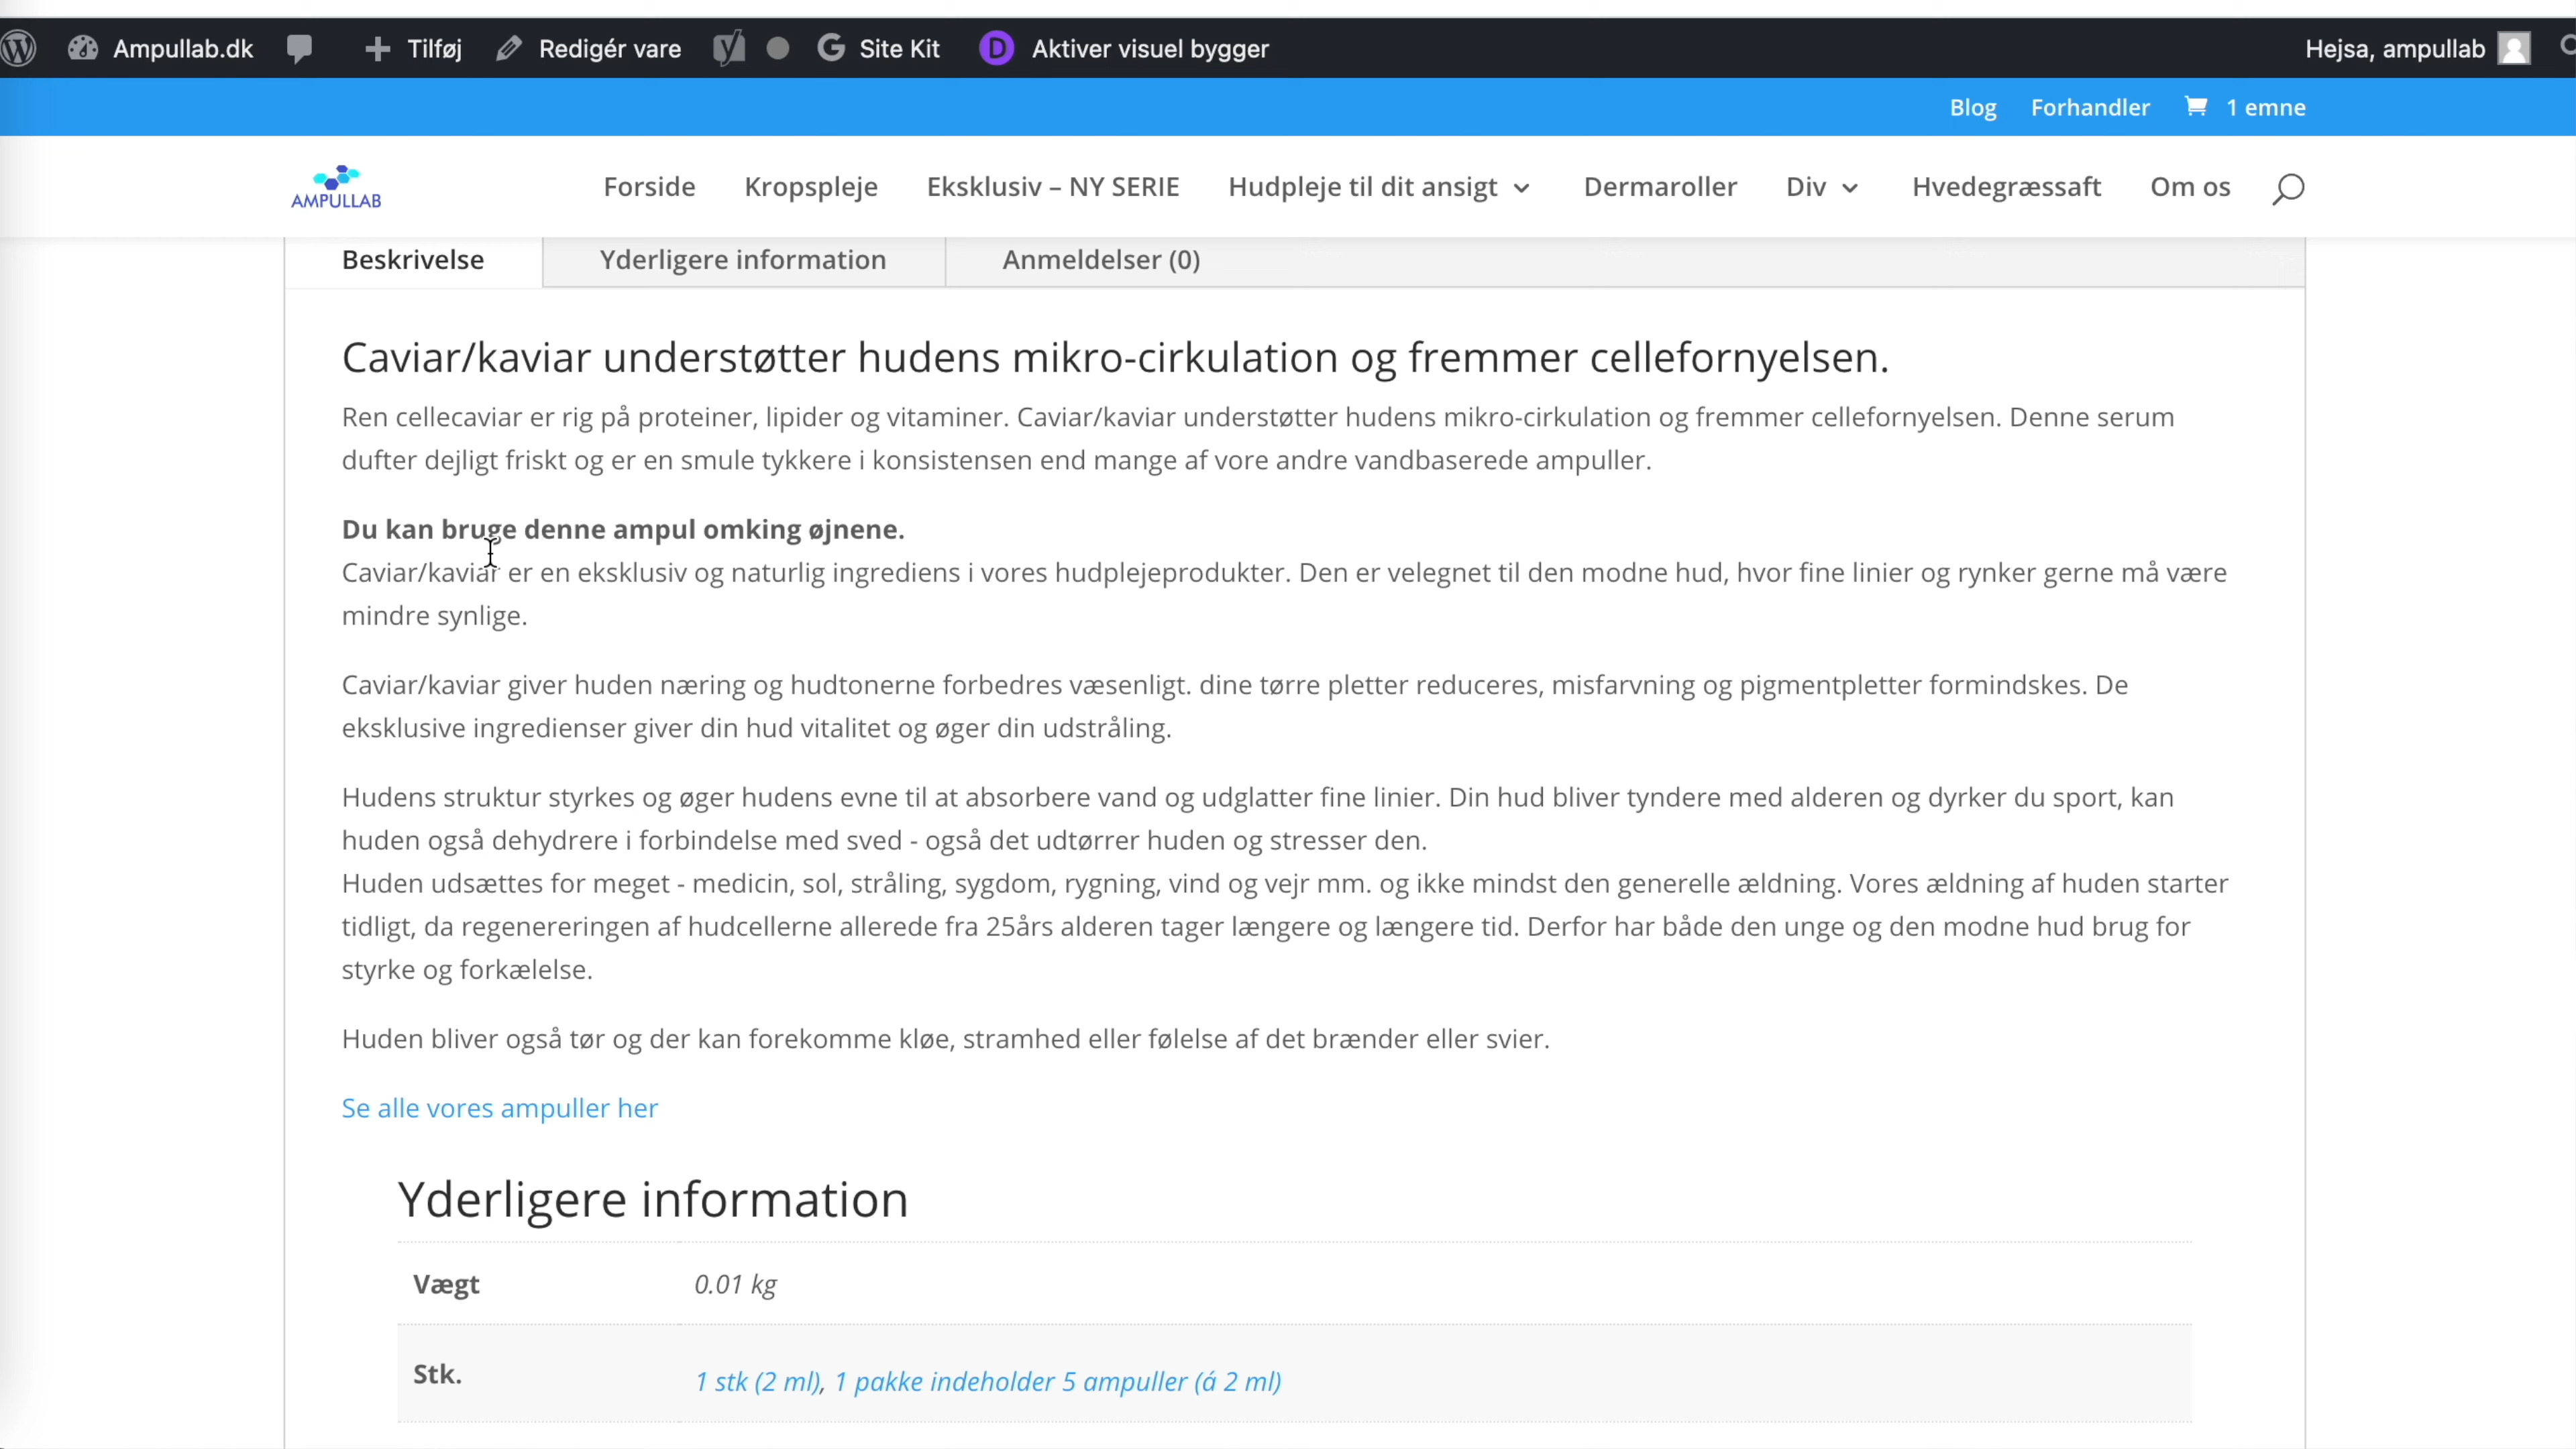 Ampullab.dk Tilføj Redigér vare Site Kit Aktiver visuel bygger Hejsa, ampullab
Blog Forhandler 1 emne
AMPULLAB Forside Kropspleje Eksklusiv – NY SERIE Hudpleje til dit ansigt Dermaroller Div Hvedegræssaft Om os
Beskrivelse Yderligere information Anmeldelser (0)
Caviar/kaviar understøtter hudens mikro-cirkulation og fremmer cellefornyelsen.
Ren cellecaviar er rig på proteiner, lipider og vitaminer. Caviar/kaviar understøtter hudens mikro-cirkulation og fremmer cellefornyelsen. Denne serum
dufter dejligt friskt og er en smule tykkere i konsistensen end mange af vore andre vandbaserede ampuller.
Du kan bruge denne ampul omking øjnene.
Caviar/kaviar er en eksklusiv og naturlig ingrediens i vores hudplejeprodukter. Den er velegnet til den modne hud, hvor fine linier og rynker gerne må være
mindre synlige.
Caviar/kaviar giver huden næring og hudtonerne forbedres væsenligt. dine tørre pletter reduceres, misfarvning og pigmentpletter formindskes. De
eksklusive ingredienser giver din hud vitalitet og øger din udstråling.
Hudens struktur styrkes og øger hudens evne til at absorbere vand og udglatter fine linier. Din hud bliver tyndere med alderen og dyrker du sport, kan
huden også dehydrere i forbindelse med sved - også det udtørrer huden og stresser den.
Huden udsættes for meget - medicin, sol, stråling, sygdom, rygning, vind og vejr mm. og ikke mindst den generelle ældning. Vores ældning af huden starter
tidligt, da regenereringen af hudcellerne allerede fra 25års alderen tager længere og længere tid. Derfor har både den unge og den modne hud brug for
styrke og forkælelse.
Huden bliver også tør og der kan forekomme kløe, stramhed eller følelse af det brænder eller svier.
Se alle vores ampuller her
Yderligere information
Vægt 0.01 kg
Stk. 1 stk (2 ml), 1 pakke indeholder 5 ampuller (á 2 ml)